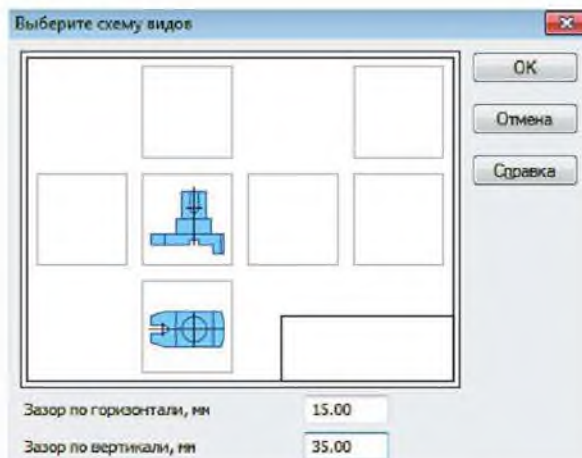 Выберите схему видов
OK
Отмена
Справка
Зазор по горизонтали, мм 15.00
Зазор по вертикали, мм 35.00